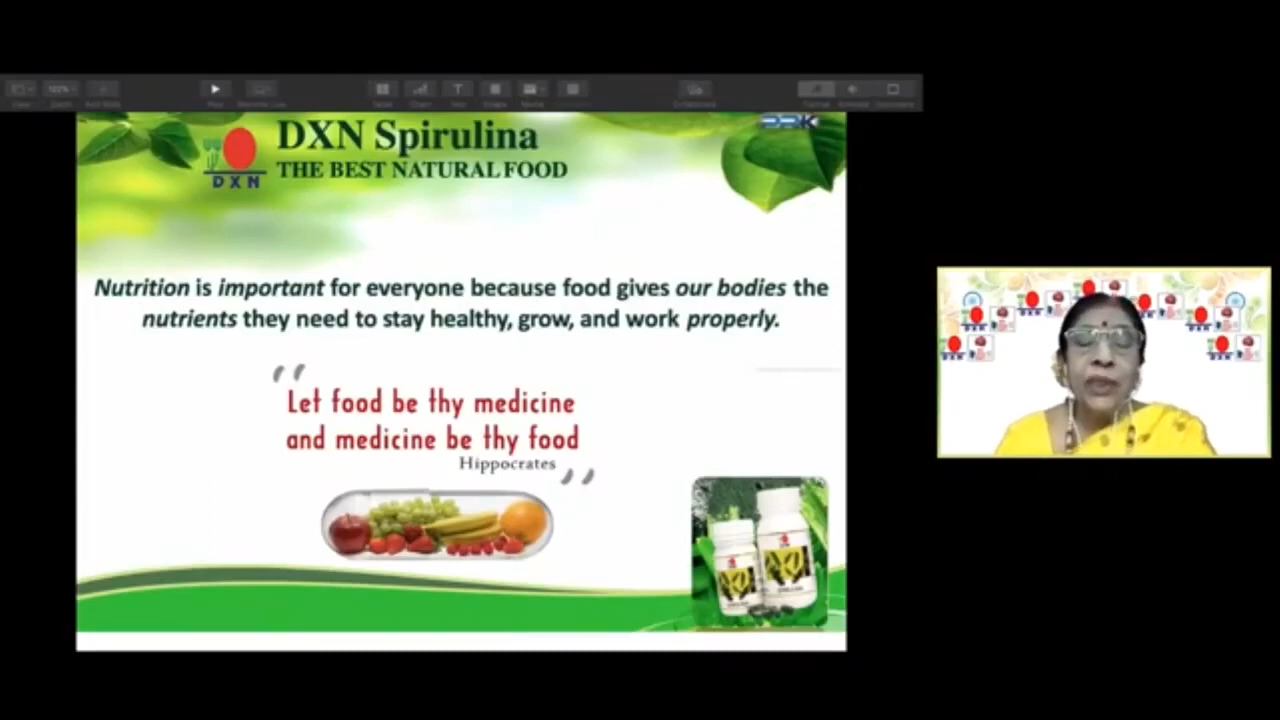 DXN Spirulina
THE BEST NATURAL FOOD
DXN
Nutrition is important for everyone because food gives our bodies the
nutrients they need to stay healthy, grow, and work properly.
Let food be thy medicine
and medicine be thy food
Hippocrates